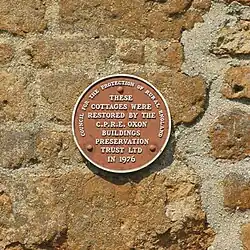 COUNCIL FOR THE PROTECTION OF RURAL ENGLAND
THESE
COTTAGES WERE
RESTORED BY THE
C.P.R.E. OXON
BUILDINGS
PRESERVATION
TRUST LTD
IN 1976